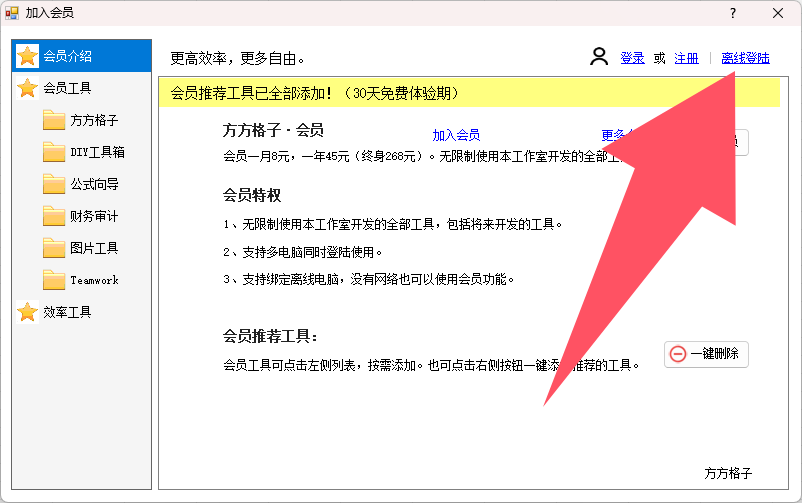 加入会员
?
会员介绍
会员工具
方方格子
DIY工具箱
公式向导
财务审计
图片工具
Teamwork
效率工具
更高效率，更多自由。
登录 或 注册 | 离线登陆
会员推荐工具已全部添加！（30天免费体验期）
方方格子·会员 加入会员 更多
会员一月8元，一年45元（终身268元）。无限制使用本工作室开发的全部
会员特权
1、无限制使用本工作室开发的全部工具，包括将来开发的工具。
2、支持多电脑同时登陆使用。
3、支持绑定离线电脑，没有网络也可以使用会员功能。
会员推荐工具：
会员工具可点击左侧列表，按需添加。也可点击右侧按钮一键添 推荐的工具。
一键删除
方方格子